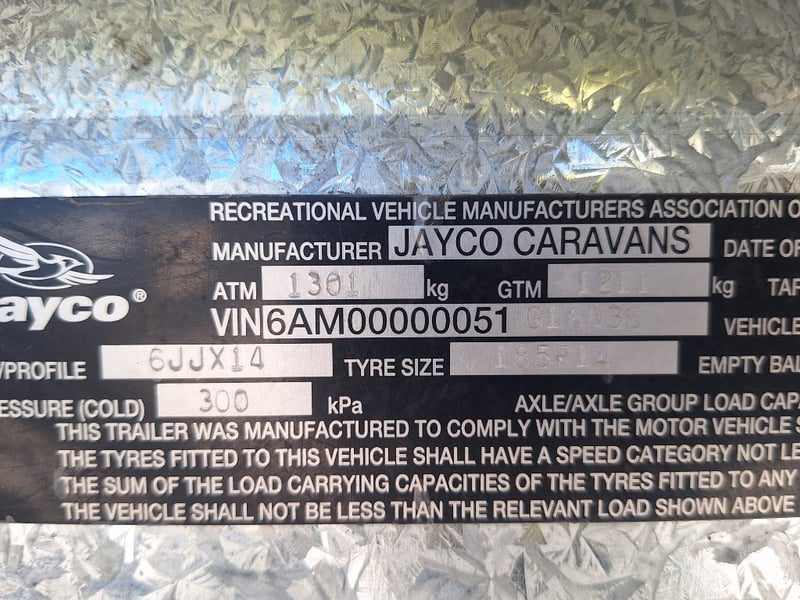 RECREATIONAL VEHICLE MANUFACTURERS ASSOCIATION O
MANUFACTURER JAYCO CARAVANS DATE OF
ayco®
ATM 1301 kg GTM 1211 kg TAR
VIN 6AM00000051 VEHICLE
/PROFILE 6JJX14 TYRE SIZE 185R14 EMPTY BAL
ESSURE (COLD) 300 kPa AXLE/AXLE GROUP LOAD CAPA
THIS TRAILER WAS MANUFACTURED TO COMPLY WITH THE MOTOR VEHICLE S
THE TYRES FITTED TO THIS VEHICLE SHALL HAVE A SPEED CATEGORY NOT LE
THE SUM OF THE LOAD CARRYING CAPACITIES OF THE TYRES FITTED TO ANY
THE VEHICLE SHALL NOT BE LESS THAN THE RELEVANT LOAD SHOWN ABOVE